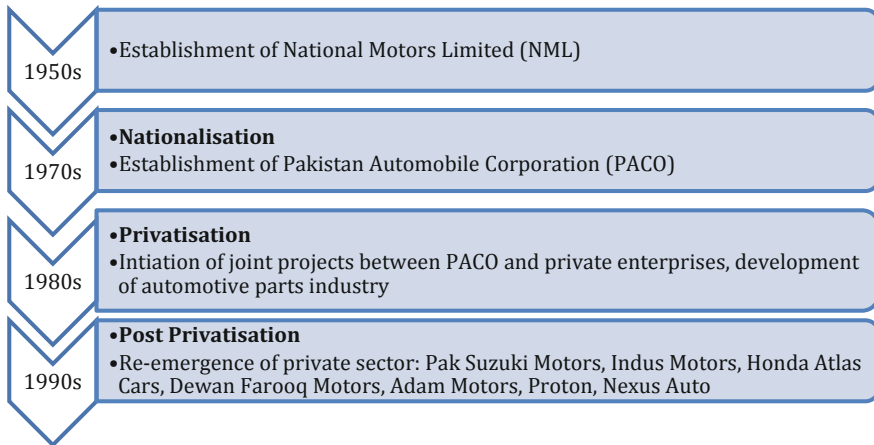 1950s
•Establishment of National Motors Limited (NML)
1970s
•Nationalisation
•Establishment of Pakistan Automobile Corporation (PACO)
1980s
•Privatisation
•Intiation of joint projects between PACO and private enterprises, development
of automotive parts industry
1990s
•Post Privatisation
•Re-emergence of private sector: Pak Suzuki Motors, Indus Motors, Honda Atlas
Cars, Dewan Farooq Motors, Adam Motors, Proton, Nexus Auto